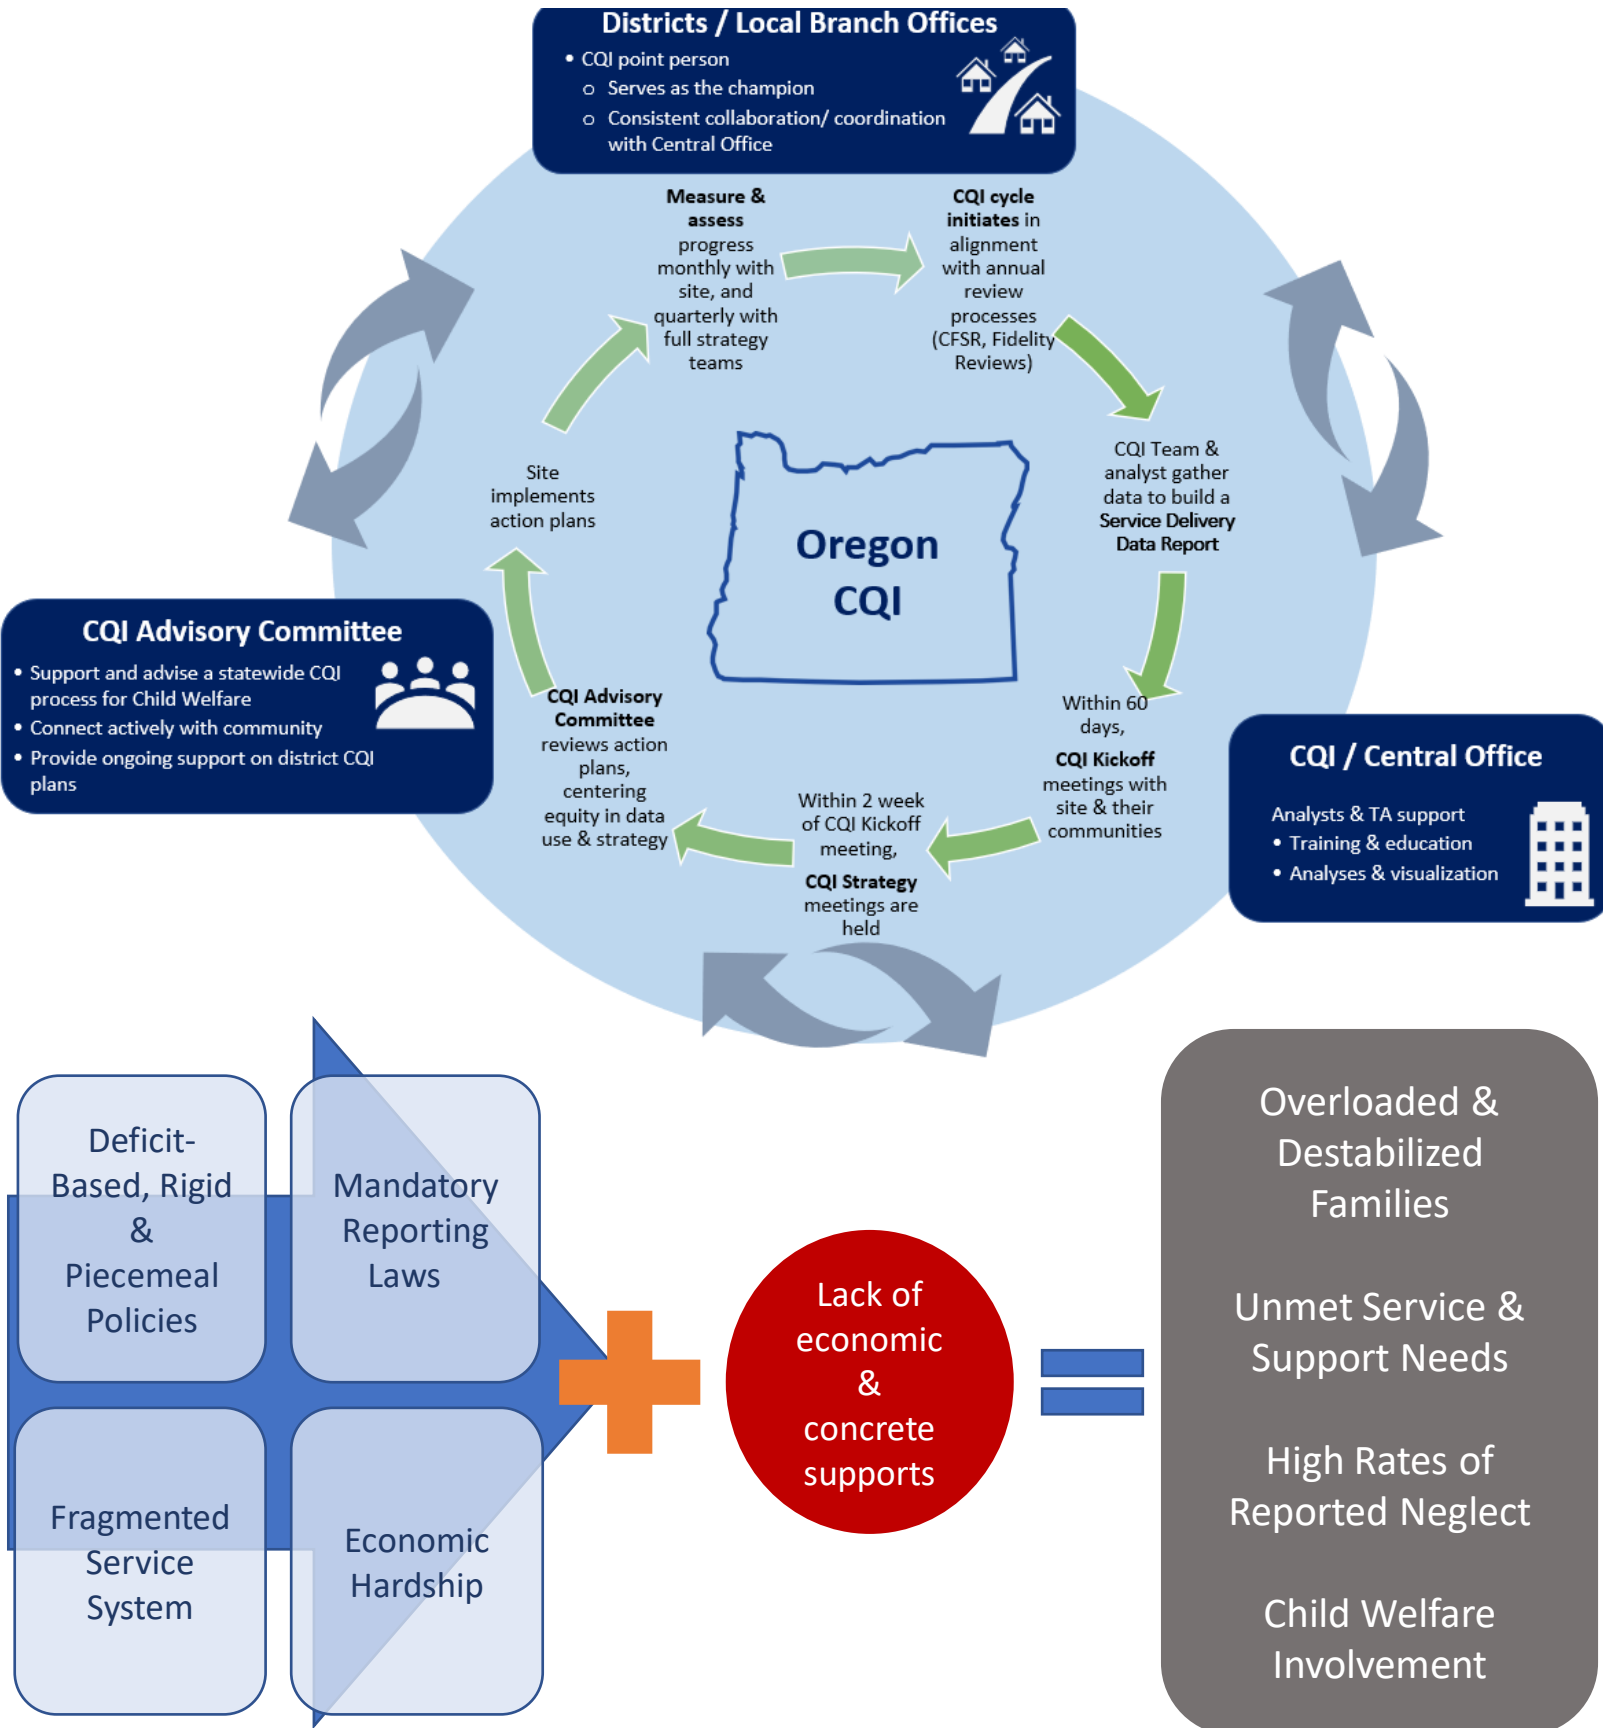 Districts / Local Branch Offices
• CQI point person
o Serves as the champion
o Consistent collaboration/ coordination
with Central Office
Measure &
assess
progress
monthly with
site, and
quarterly with
full strategy
teams
CQI cycle
initiates in
alignment
with annual
review
processes
(CFSR, Fidelity
Reviews)
CQI Team &
analyst gather
data to build a
Service Delivery
Data Report
Within 60
days,
CQI Kickoff
meetings with
site & their
communities
Within 2 week
of CQI Kickoff
meeting,
CQI Strategy
meetings are
held
CQI Advisory
Committee
reviews action
plans,
centering
equity in data
use & strategy
Site
implements
action plans
Oregon
CQI
CQI Advisory Committee
• Support and advise a statewide CQI
process for Child Welfare
• Connect actively with community
• Provide ongoing support on district CQI
plans
CQI / Central Office
Analysts & TA support
• Training & education
• Analyses & visualization
Deficit-
Based, Rigid
&
Piecemeal
Policies
Mandatory
Reporting
Laws
Fragmented
Service
System
Economic
Hardship
Lack of
economic
&
concrete
supports
Overloaded &
Destabilized
Families
Unmet Service &
Support Needs
High Rates of
Reported Neglect
Child Welfare
Involvement